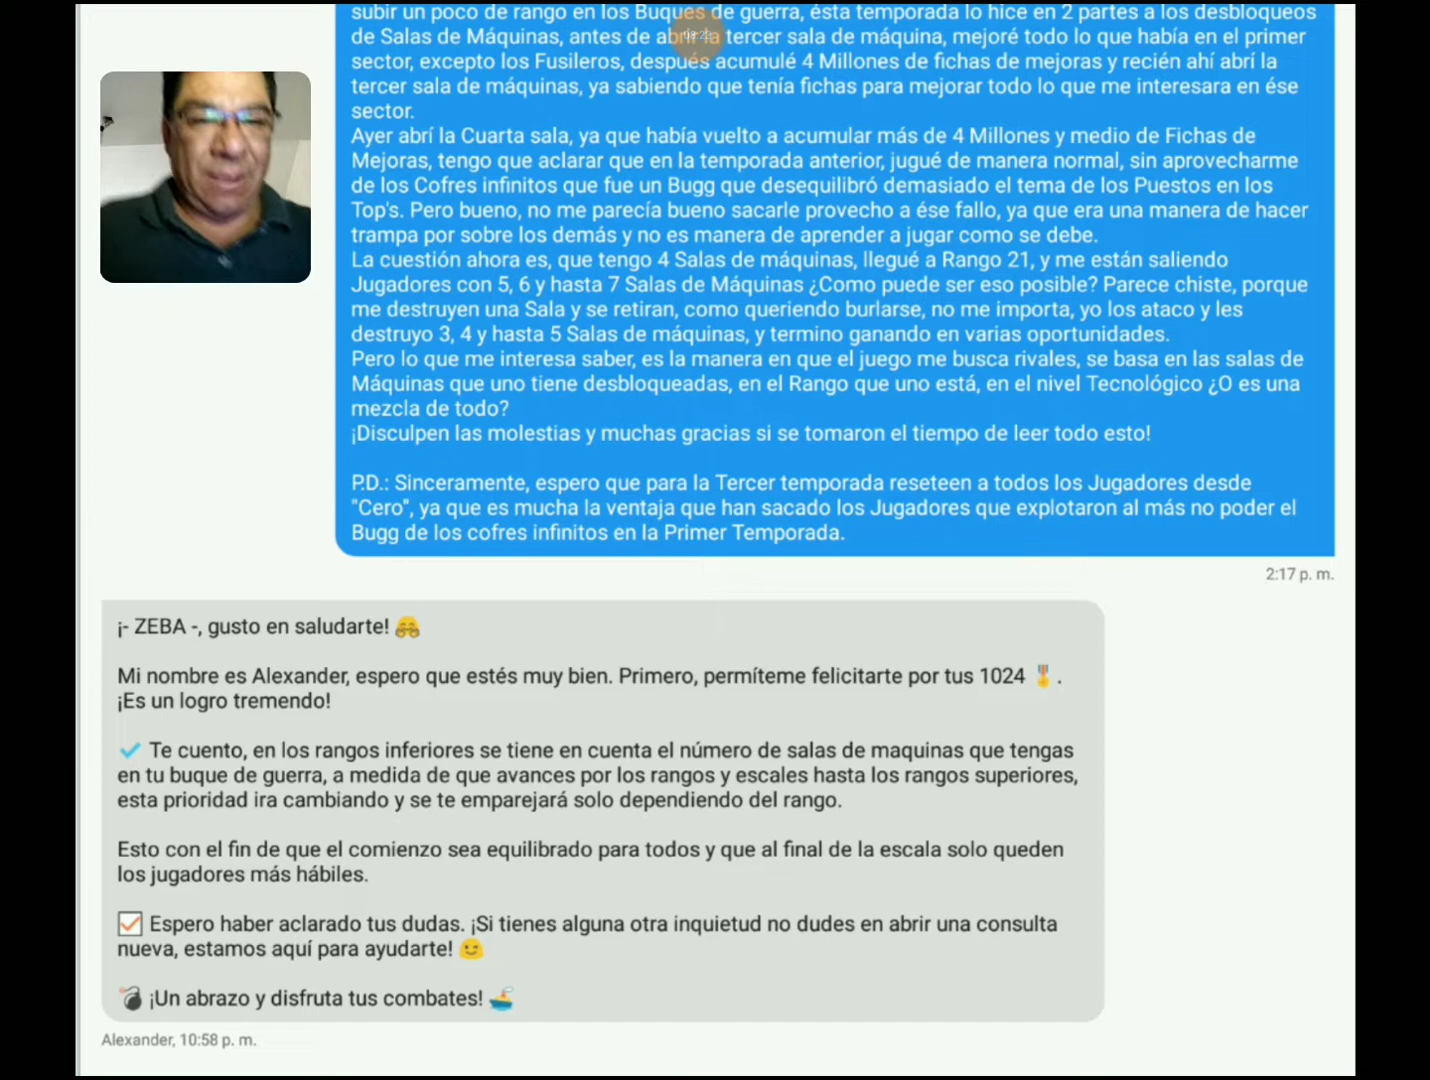 subir un poco de rango en los Buques de guerra, ésta temporada lo hice en 2 partes a los desbloqueos
de Salas de Máquinas, antes de abrir la tercer sala de máquina, mejoré todo lo que había en el primer
sector, excepto los Fusileros, después acumulé 4 Millones de fichas de mejoras y recién ahí abrí la
tercer sala de máquinas, ya sabiendo que tenía fichas para mejorar todo lo que me interesara en ése
sector.
Ayer abrí la Cuarta sala, ya que había vuelto a acumular más de 4 Millones y medio de Fichas de
Mejoras, tengo que aclarar que en la temporada anterior, jugué de manera normal, sin aprovecharme
de los Cofres infinitos que fue un Bugg que desequilibró demasiado el tema de los Puestos en los
Top's. Pero bueno, no me parecía bueno sacarle provecho a ése fallo, ya que era una manera de hacer
trampa por sobre los demás y no es manera de aprender a jugar como se debe.
La cuestión ahora es, que tengo 4 Salas de máquinas, llegué a Rango 21, y me están saliendo
Jugadores con 5, 6 y hasta 7 Salas de Máquinas ¿Como puede ser eso posible? Parece chiste, porque
me destruyen una Sala y se retiran, como queriendo burlarse, no me importa, yo los ataco y les
destruyo 3, 4 y hasta 5 Salas de máquinas, y termino ganando en varias oportunidades.
Pero lo que me interesa saber, es la manera en que el juego me busca rivales, se basa en las salas de
Máquinas que uno tiene desbloqueadas, en el Rango que uno está, en el nivel Tecnológico ¿O es una
mezcla de todo?
¡Disculpen las molestias y muchas gracias si se tomaron el tiempo de leer todo esto!
P.D.: Sinceramente, espero que para la Tercer temporada reseteen a todos los Jugadores desde
"Cero", ya que es mucha la ventaja que han sacado los Jugadores que explotaron al más no poder el
Bugg de los cofres infinitos en la Primer Temporada.
2:17 p. m.
¡- ZEBA -, gusto en saludarte! 🤗
Mi nombre es Alexander, espero que estés muy bien. Primero, permíteme felicitarte por tus 1024 🎖️.
¡Es un logro tremendo!
✔️ Te cuento, en los rangos inferiores se tiene en cuenta el número de salas de maquinas que tengas
en tu buque de guerra, a medida de que avances por los rangos y escales hasta los rangos superiores,
esta prioridad ira cambiando y se te emparejará solo dependiendo del rango.
Esto con el fin de que el comienzo sea equilibrado para todos y que al final de la escala solo queden
los jugadores más hábiles.
☑️ Espero haber aclarado tus dudas. ¡Si tienes alguna otra inquietud no dudes en abrir una consulta
nueva, estamos aquí para ayudarte! 😉
💣 ¡Un abrazo y disfruta tus combates! 🚤
Alexander, 10:58 p. m.